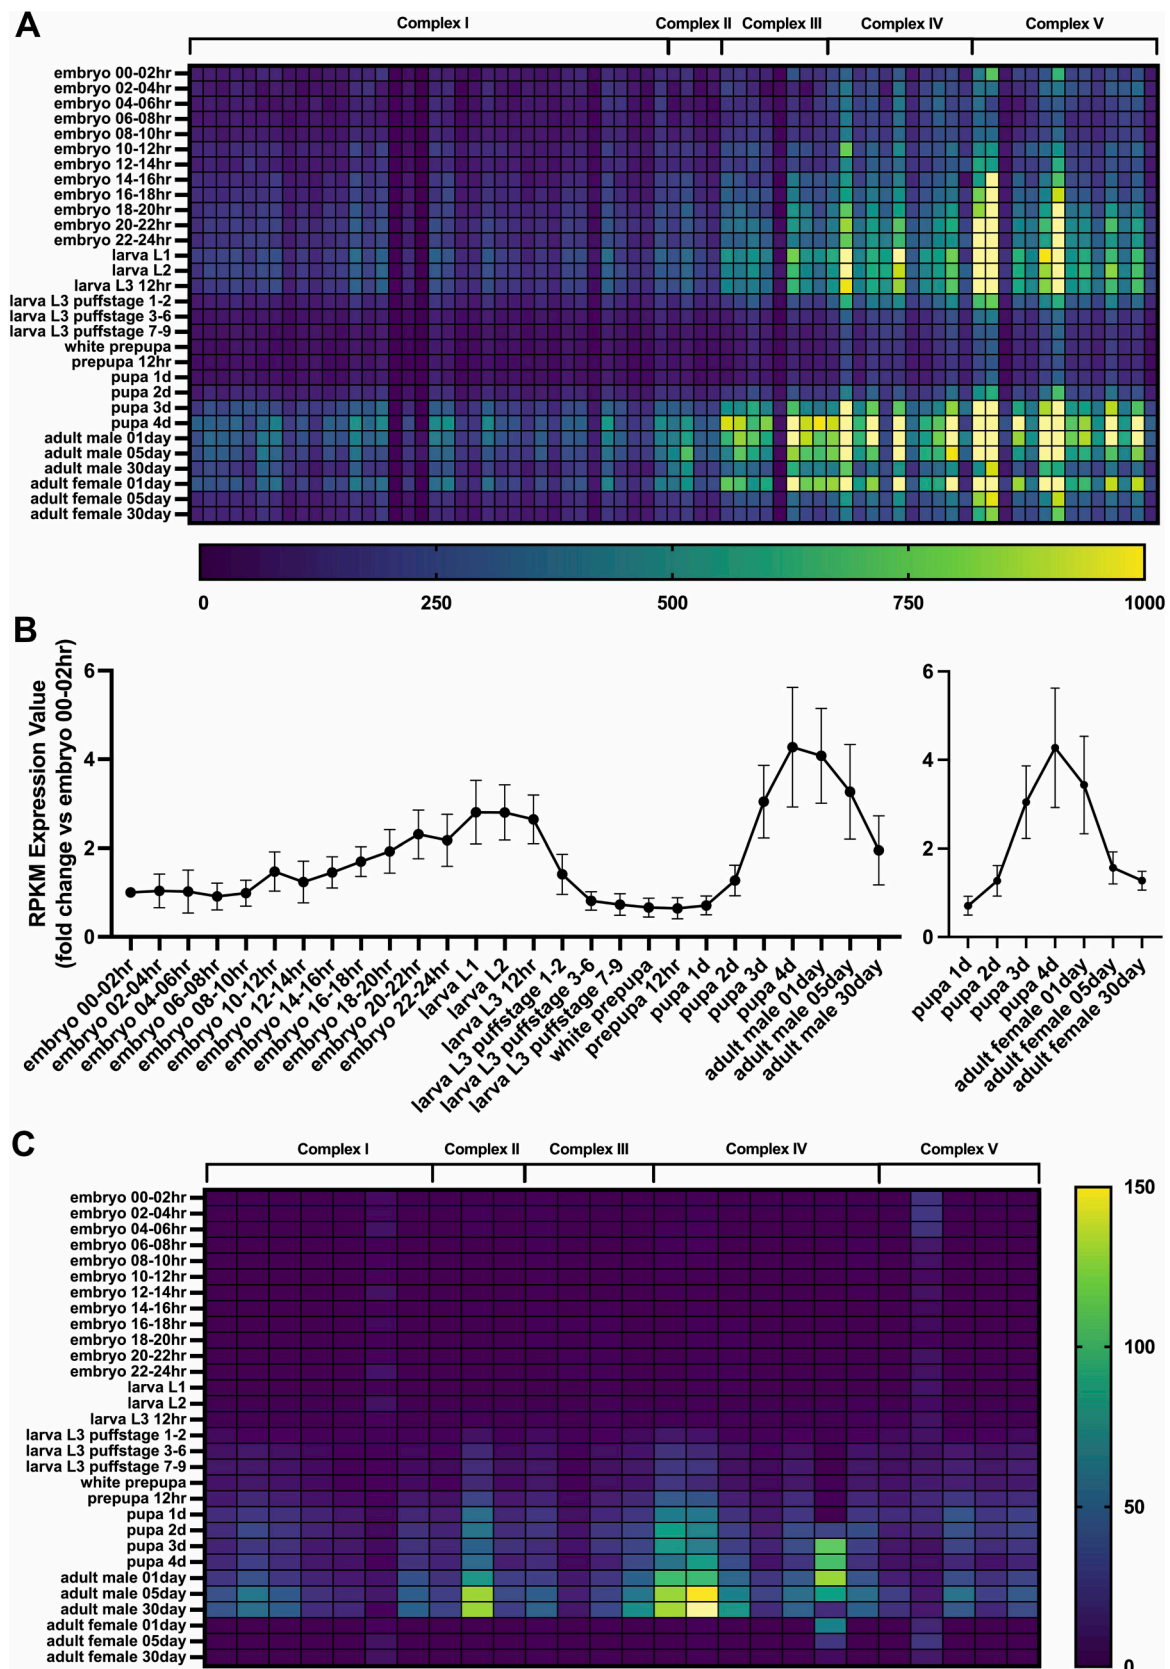 A
Complex I
Complex II
Complex III
Complex IV
Complex V
embryo 00-02hr
embryo 02-04hr
embryo 04-06hr
embryo 06-08hr
embryo 08-10hr
embryo 10-12hr
embryo 12-14hr
embryo 14-16hr
embryo 16-18hr
embryo 18-20hr
embryo 20-22hr
embryo 22-24hr
larva L1
larva L2
larva L3 12hr
larva L3 puffstage 1-2
larva L3 puffstage 3-6
larva L3 puffstage 7-9
white prepupa
prepupa 12hr
pupa 1d
pupa 2d
pupa 3d
pupa 4d
adult male 01day
adult male 05day
adult male 30day
adult female 01day
adult female 05day
adult female 30day
0
250
500
750
1000
B
RPKM Expression Value
(fold change vs embryo 00-02hr)
6
4
2
0
embryo 00-02hr
embryo 02-04hr
embryo 04-06hr
embryo 06-08hr
embryo 08-10hr
embryo 10-12hr
embryo 12-14hr
embryo 14-16hr
embryo 16-18hr
embryo 18-20hr
embryo 20-22hr
embryo 22-24hr
larva L1
larva L2
larva L3 12hr
larva L3 puffstage 1-2
larva L3 puffstage 3-6
larva L3 puffstage 7-9
white prepupa
prepupa 12hr
pupa 1d
pupa 2d
pupa 3d
pupa 4d
adult male 01day
adult male 05day
adult male 30day
6
4
2
0
pupa 1d
pupa 2d
pupa 3d
pupa 4d
adult female 01day
adult female 05day
adult female 30day
C
Complex I
Complex II
Complex III
Complex IV
Complex V
embryo 00-02hr
embryo 02-04hr
embryo 04-06hr
embryo 06-08hr
embryo 08-10hr
embryo 10-12hr
embryo 12-14hr
embryo 14-16hr
embryo 16-18hr
embryo 18-20hr
embryo 20-22hr
embryo 22-24hr
larva L1
larva L2
larva L3 12hr
larva L3 puffstage 1-2
larva L3 puffstage 3-6
larva L3 puffstage 7-9
white prepupa
prepupa 12hr
pupa 1d
pupa 2d
pupa 3d
pupa 4d
adult male 01day
adult male 05day
adult male 30day
adult female 01day
adult female 05day
adult female 30day
150
100
50
0